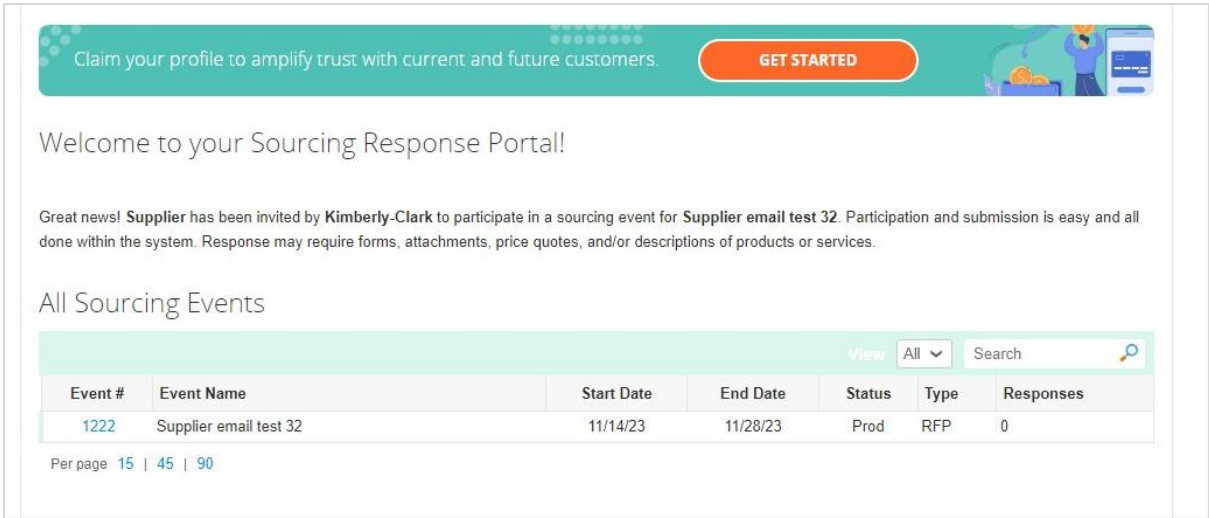 Claim your profile to amplify trust with current and future customers.
GET STARTED
Welcome to your Sourcing Response Portal!
Great news! Supplier has been invited by Kimberly-Clark to participate in a sourcing event for Supplier email test 32. Participation and submission is easy and all
done within the system. Response may require forms, attachments, price quotes, and/or descriptions of products or services.
All Sourcing Events
View All Search
Event # Event Name Start Date End Date Status Type Responses
1222 Supplier email test 32 11/14/23 11/28/23 Prod RFP 0
Per page 15 | 45 | 90